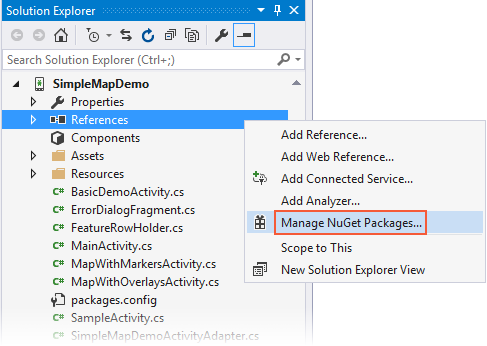 Solution Explorer
Search Solution Explorer (Ctrl+;)
SimpleMapDemo
Properties
References
Components
Assets
Resources
C# BasicDemoActivity.cs
C# ErrorDialogFragment.cs
C# FeatureRowHolder.cs
C# MainActivity.cs
C# MapWithMarkersActivity.cs
C# MapWithOverlaysActivity.cs
packages.config
C# SampleActivity.cs
C# SimpleMapDemoActivityAdapter.cs
Add Reference...
Add Web Reference...
Add Connected Service...
Add Analyzer...
Manage NuGet Packages...
Scope to This
New Solution Explorer View